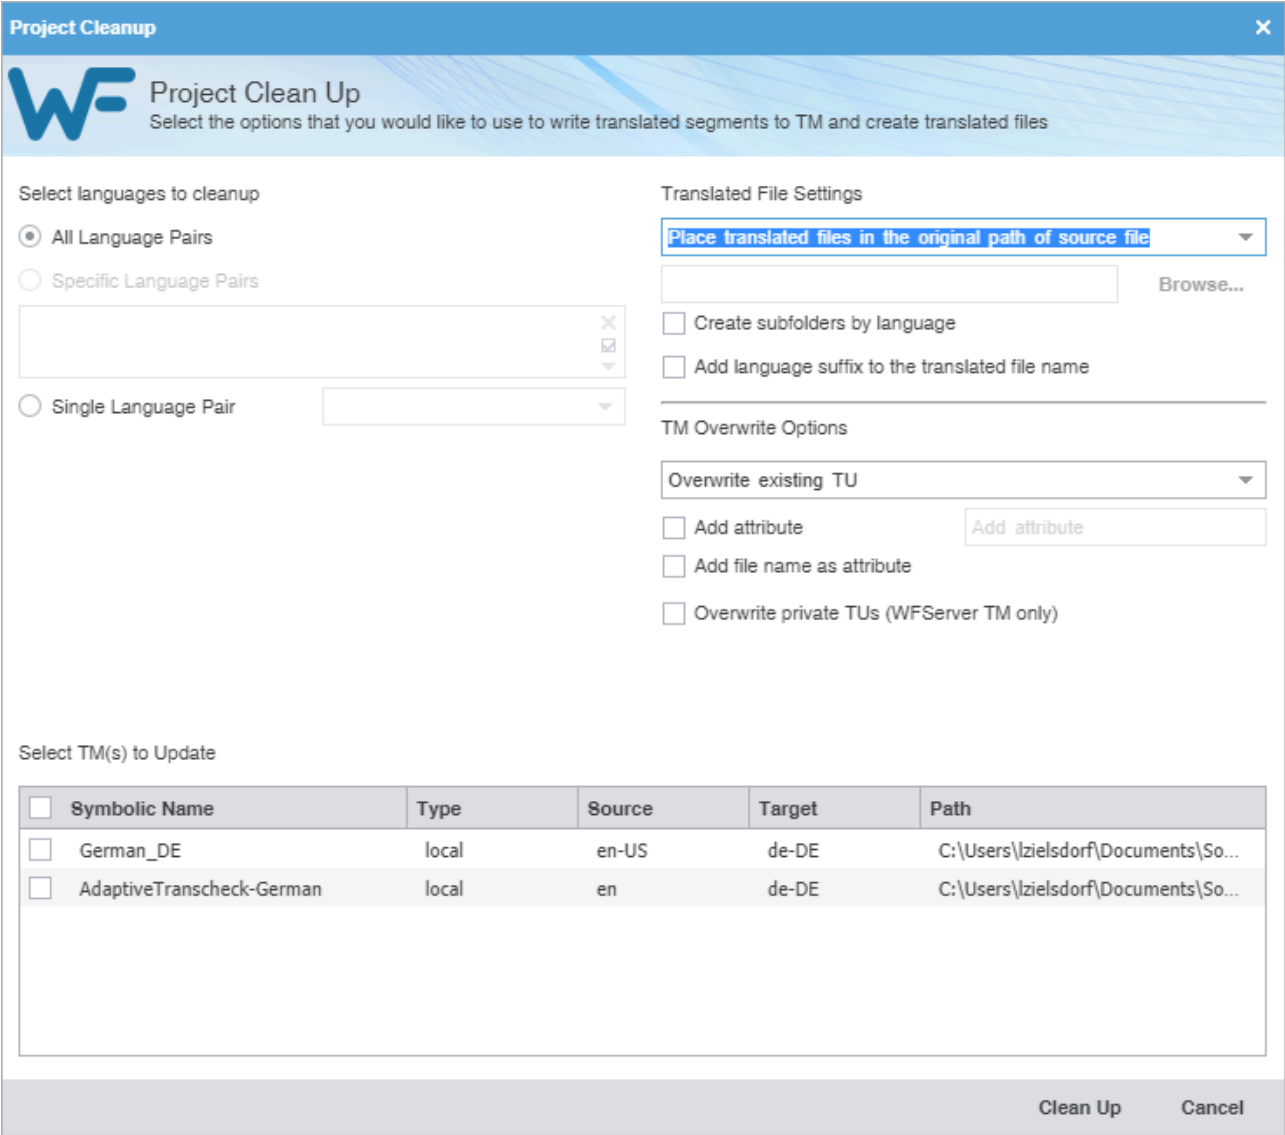 Project Cleanup
WF
Project Clean Up
Select the options that you would like to use to write translated segments to TM and create translated files
Select languages to cleanup
All Language Pairs
Specific Language Pairs
Single Language Pair
Translated File Settings
Place translated files in the original path of source file
Browse...
Create subfolders by language
Add language suffix to the translated file name
TM Overwrite Options
Overwrite existing TU
Add attribute Add attribute
Add file name as attribute
Overwrite private TUs (WFServer TM only)
Select TM(s) to Update
Symbolic Name Type Source Target Path
German_DE local en-US de-DE C:\Users\lzielsdorf\Documents\So...
AdaptiveTranscheck-German local en de-DE C:\Users\lzielsdorf\Documents\So...
Clean Up Cancel